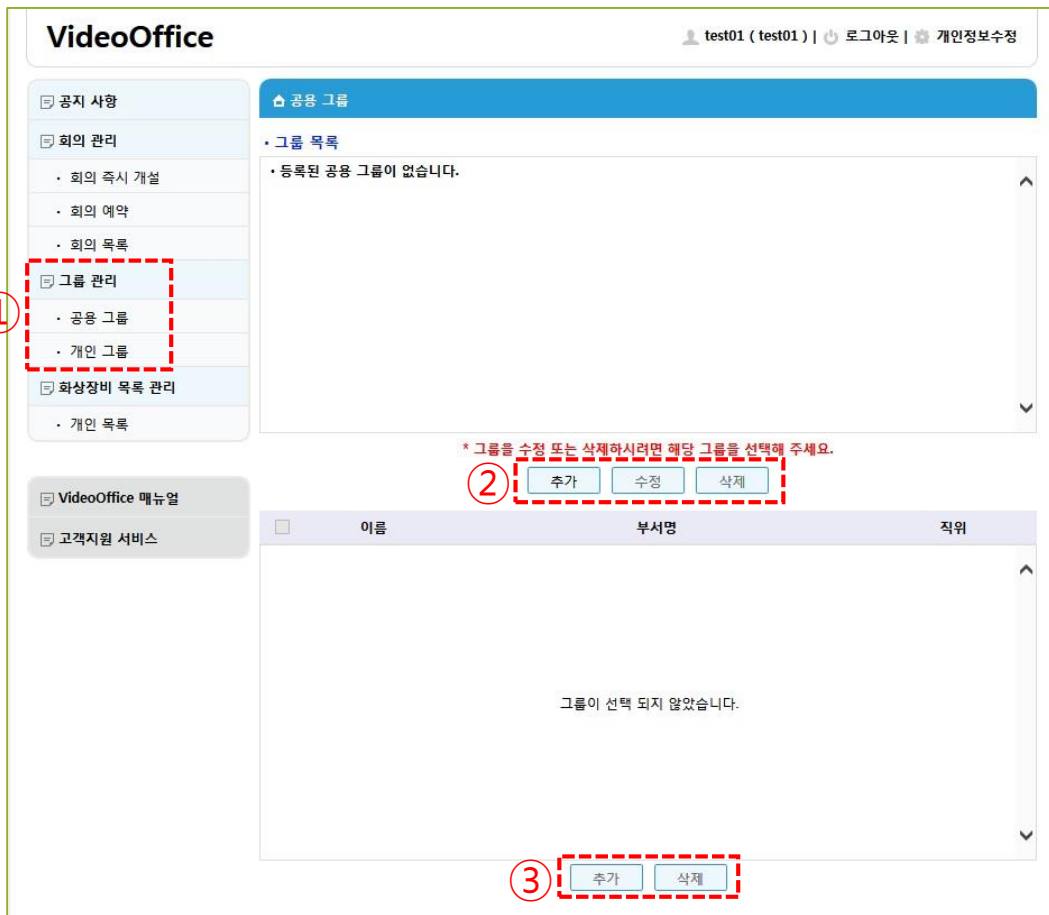 VideoOffice
test01 ( test01 ) | 로그아웃 | 개인정보수정
공지 사항
회의 관리
· 회의 즉시 개설
· 회의 예약
· 회의 목록
①
그룹 관리
· 공용 그룹
· 개인 그룹
화상장비 목록 관리
· 개인 목록
VideoOffice 매뉴얼
고객지원 서비스
공용 그룹
· 그룹 목록
· 등록된 공용 그룹이 없습니다.
* 그룹을 수정 또는 삭제하시려면 해당 그룹을 선택해 주세요.
② 추가 수정 삭제
이름 부서명 직위
그룹이 선택 되지 않았습니다.
③ 추가 삭제